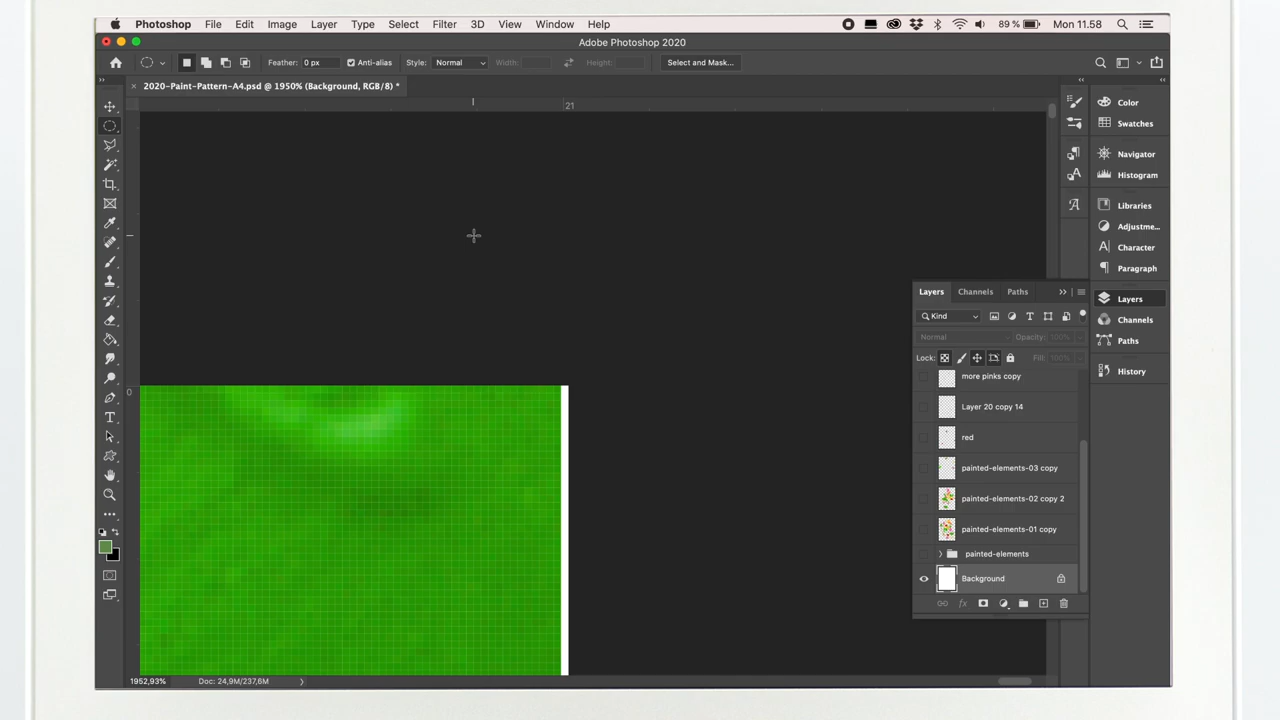 Photoshop File Edit Image Layer Type Select Filter 3D View Window Help 89 % Mon 11.58
Adobe Photoshop 2020
Feather: 0 px Anti-alias Style: Normal Width: Height: Select and Mask...
2020-Paint-Pattern-A4.psd @ 1950% (Background, RGB/8) *
21
0
Color
Swatches
Navigator
Histogram
Libraries
Adjustme...
Character
Paragraph
Layers
Channels
Paths
History
Layers Channels Paths
Kind
Normal Opacity: 100%
Lock: Fill: 100%
more pinks copy
Layer 20 copy 14
red
painted-elements-03 copy
painted-elements-02 copy 2
painted-elements-01 copy
painted-elements
Background
fx
1952,93% Doc: 24,9M/237,6M